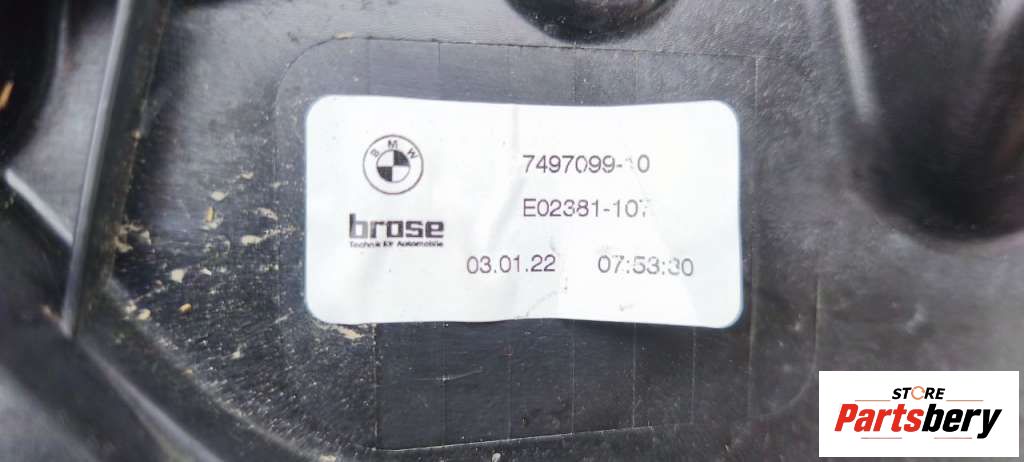 BMW
7497099-10
E02381-107
brose
Technik für Automobile
03.01.22 07:53:30
STORE
Partsbery